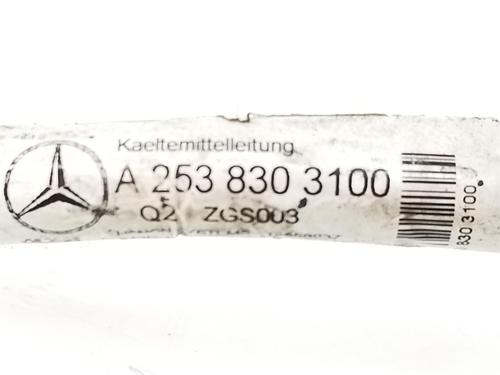 Kaeltemittelleitung
A 253 830 3100
Q2 ZGS003
830 3100